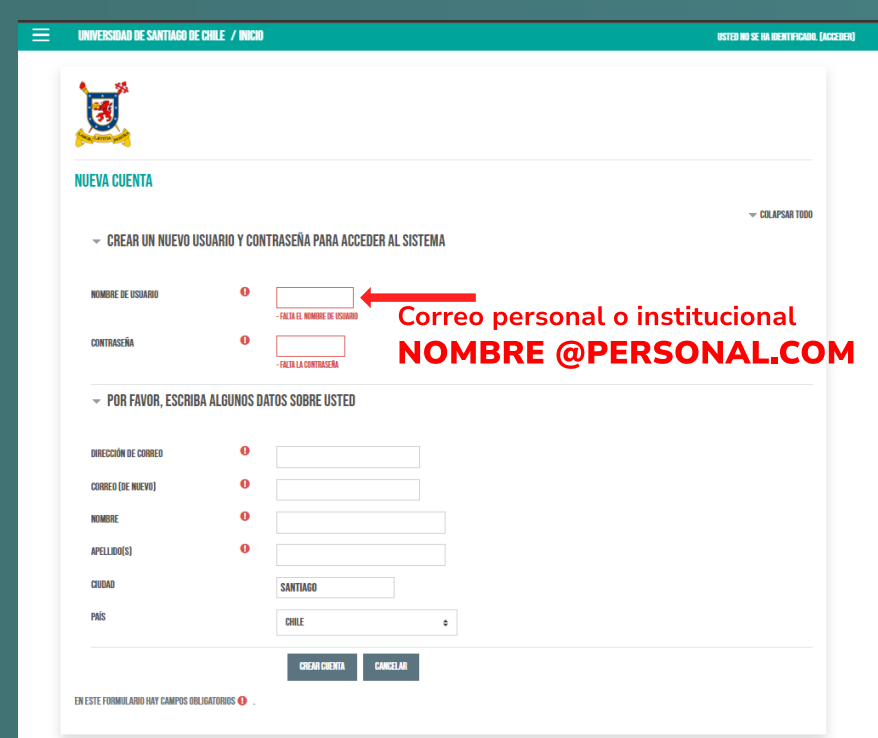 UNIVERSIDAD DE SANTIAGO DE CHILE / INICIO
USTED NO SE HA IDENTIFICADO. (ACCEDER)
NUEVA CUENTA
COLAPSAR TODO
CREAR UN NUEVO USUARIO Y CONTRASEÑA PARA ACCEDER AL SISTEMA
NOMBRE DE USUARIO
- FALTA EL NOMBRE DE USUARIO
Correo personal o institucional
NOMBRE @PERSONAL.COM
CONTRASEÑA
- FALTA LA CONTRASEÑA
POR FAVOR, ESCRIBA ALGUNOS DATOS SOBRE USTED
DIRECCIÓN DE CORREO
CORREO (DE NUEVO)
NOMBRE
APELLIDO(S)
CIUDAD
SANTIAGO
PAÍS
CHILE
CREAR CUENTA
CANCELAR
EN ESTE FORMULARIO HAY CAMPOS OBLIGATORIOS .